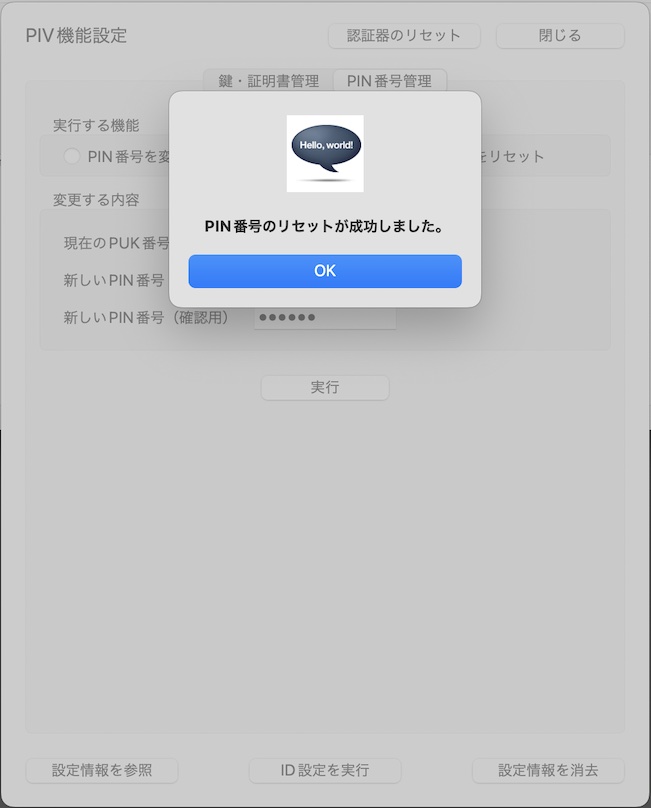 PIV機能設定
認証器のリセット
閉じる
鍵・証明書管理
PIN番号管理
実行する機能
PIN番号を変
をリセット
変更する内容
現在のPUK番号
新しいPIN番号
新しいPIN番号（確認用）
Hello, world!
PIN番号のリセットが成功しました。
OK
実行
設定情報を参照
ID設定を実行
設定情報を消去